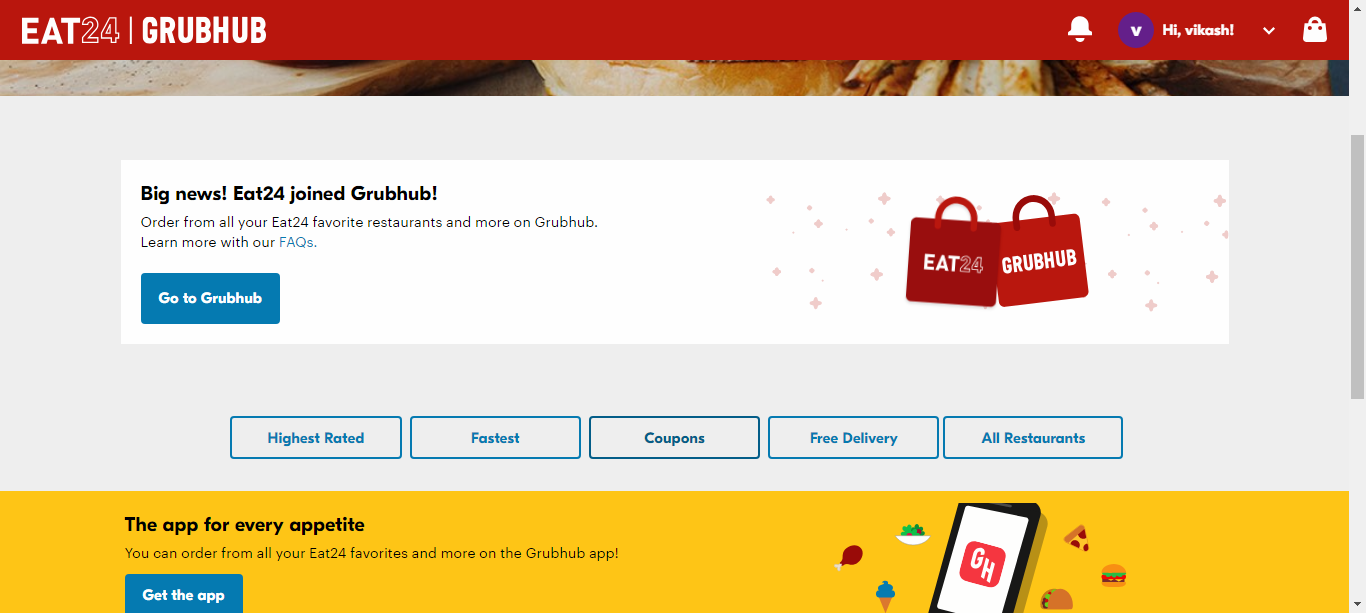 EAT24 | GRUBHUB
v Hi, vikash!
Big news! Eat24 joined Grubhub!
Order from all your Eat24 favorite restaurants and more on Grubhub.
Learn more with our FAQs.
EAT24 GRUBHUB
Go to Grubhub
Highest Rated Fastest Coupons Free Delivery All Restaurants
The app for every appetite
You can order from all your Eat24 favorites and more on the Grubhub app!
GH
Get the app